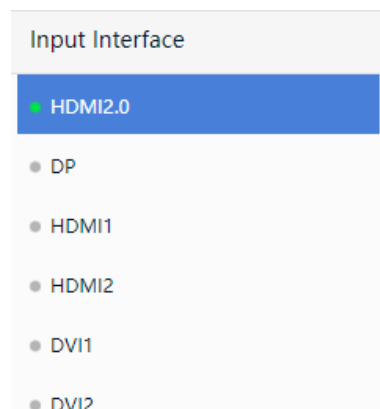 Input Interface
HDMI2.0
DP
HDMI1
HDMI2
DVI1
DVI2